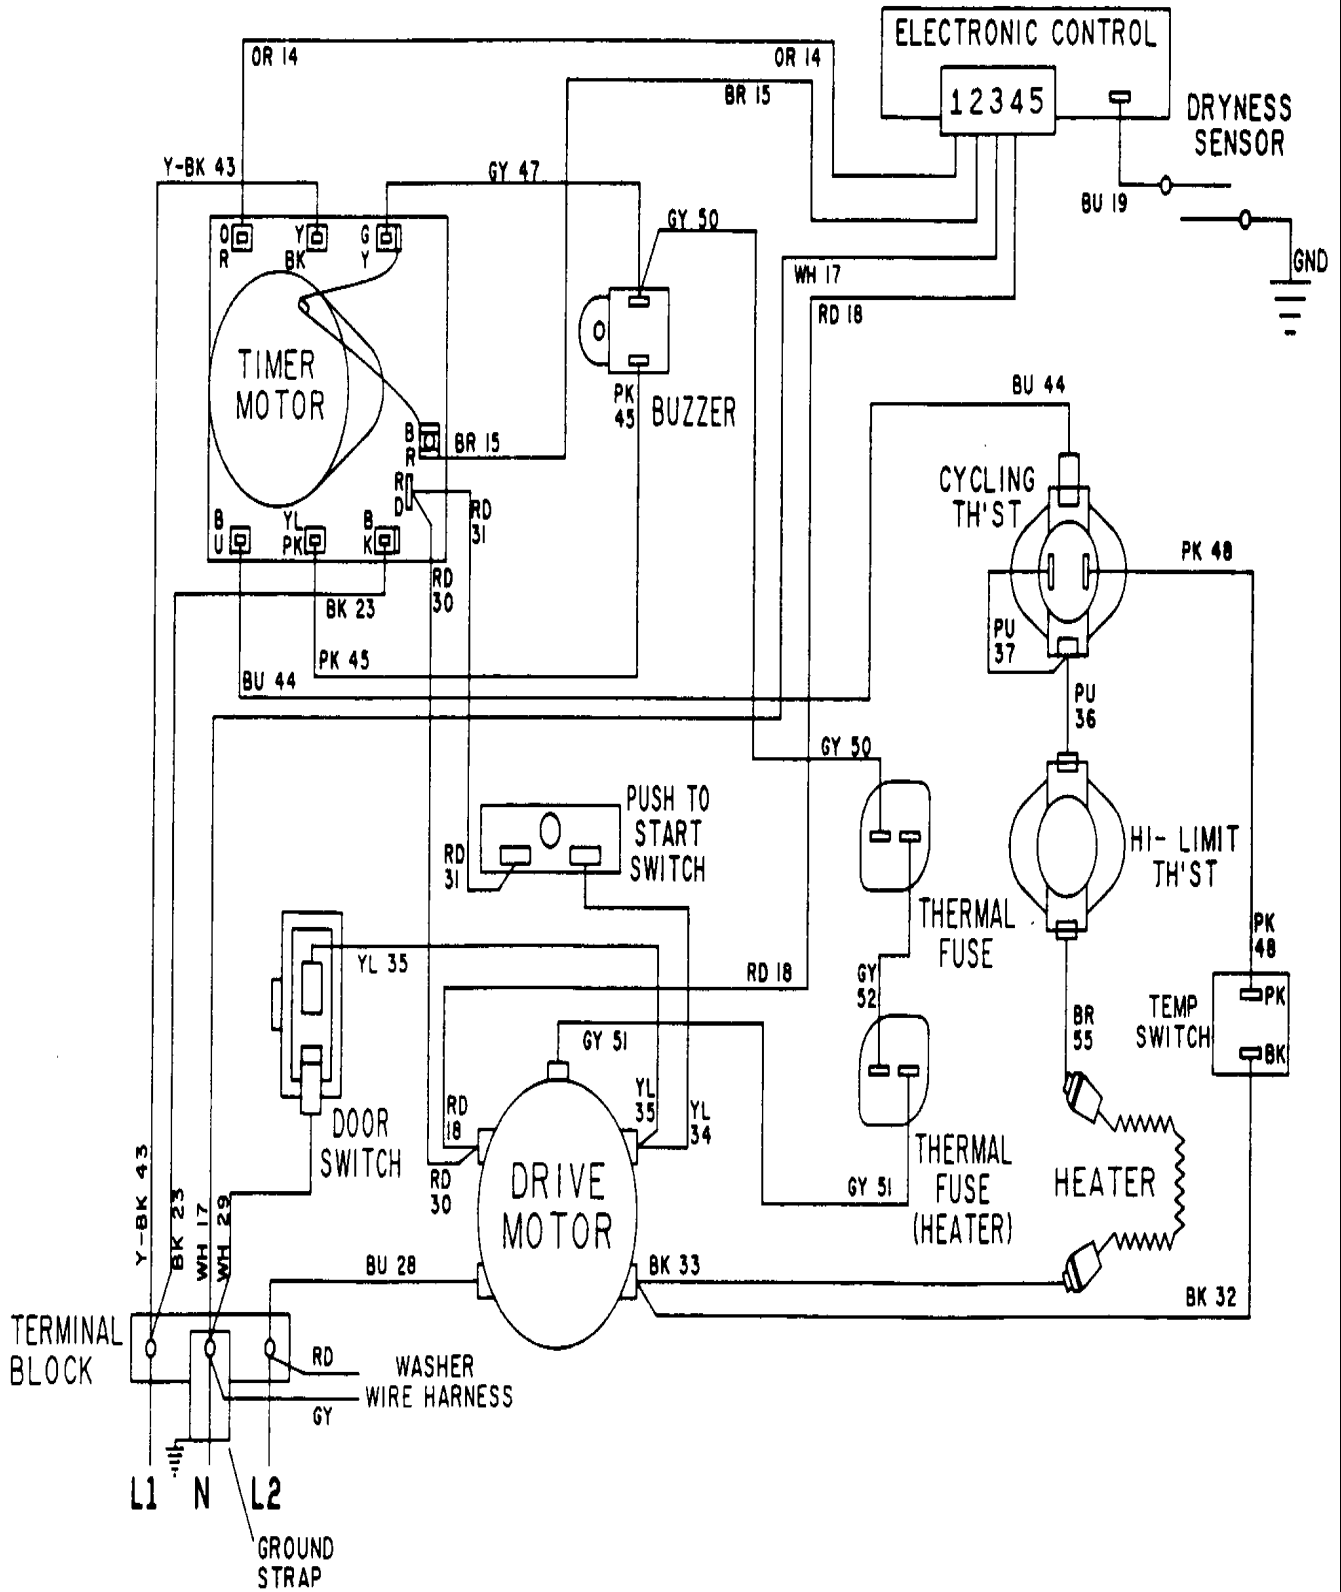 ELECTRONIC CONTROL
OR 14
OR 14
BR 15
12345
DRYNESS
SENSOR
Y-BK 43
GY 47
GY 50
BU 19
GND
O
R
Y
BK
G
Y
WH 17
RD 18
TIMER
MOTOR
PK
45
BUZZER
BU 44
B
R
BR 15
R
D
RD
31
CYCLING
TH'ST
B
U
YL
PK
B
K
PK 48
RD
30
BK 23
PU
37
PK 45
BU 44
PU
36
GY 50
PUSH TO
START
SWITCH
RD
31
HI-LIMIT
TH'ST
THERMAL
FUSE
PK
48
YL 35
RD 18
GY
52
PK
TEMP
SWITCH
BK
BR
55
GY 51
DOOR
SWITCH
RD
18
YL
35
YL
34
DRIVE
MOTOR
RD
30
GY 51
THERMAL
FUSE
(HEATER)
HEATER
Y-BK 43
BK 23
WH 17
WH 29
BU 28
BK 33
BK 32
TERMINAL
BLOCK
RD
WASHER
WIRE HARNESS
GY
L1
N
L2
GROUND
STRAP